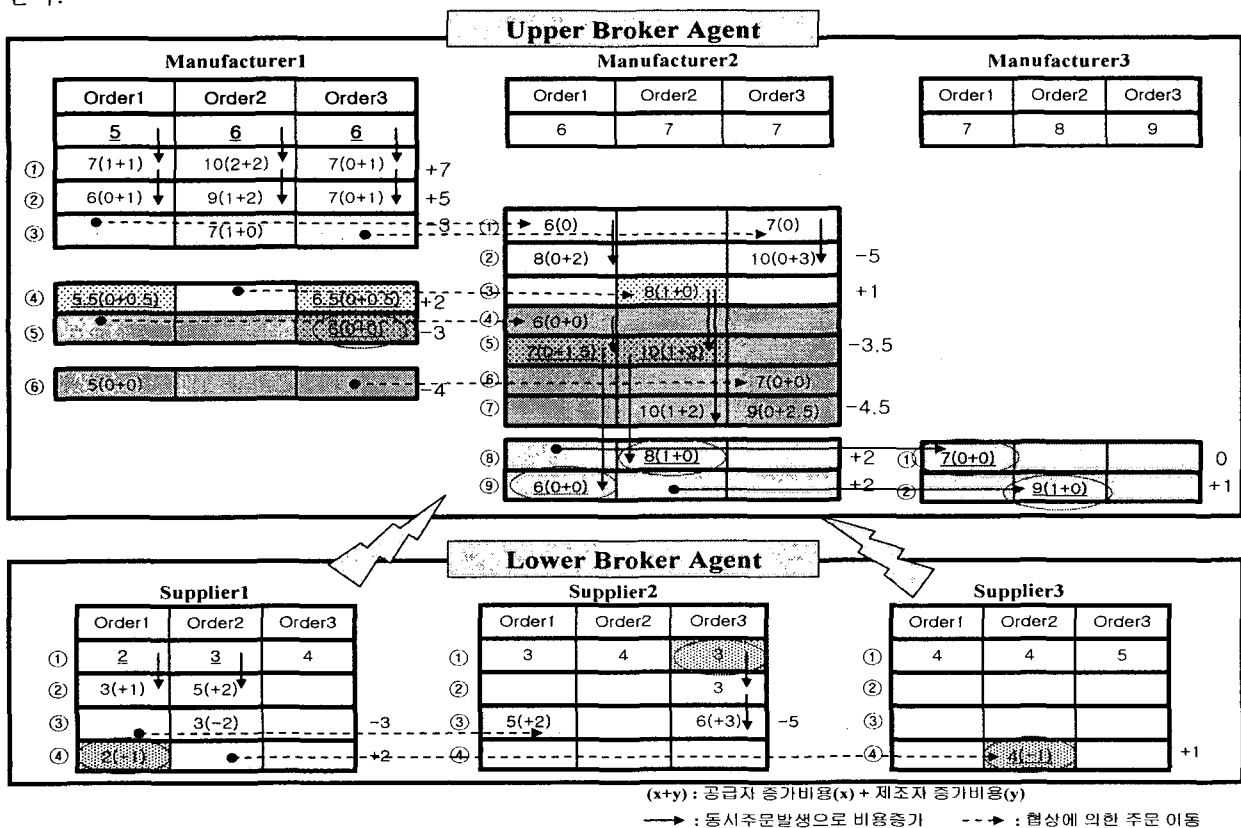 Upper Broker Agent
Manufacturer1 Manufacturer2 Manufacturer3
Order1 Order2 Order3 Order1 Order2 Order3 Order1 Order2 Order3
5 6 6 6 7 7 7 8 9
① 7(1+1) 10(2+2) 7(0+1) +7
② 6(0+1) 9(1+2) 7(0+1) +5
③ 7(1+0) -3 ① 6(0) 7(0)
② 8(0+2) 10(0+3) -5
④ 5.5(0+0.5) 6.5(0+0.5) +2 ③ 8(1+0) +1
⑤ 6(0+0) -3 ④ 6(0+0)
⑤ 7(0+1.5) 10(1+2) -3.5
⑥ 5(0+0) -4 ⑥ 7(0+0)
⑦ 10(1+2) 9(0+2.5) -4.5
⑧ 8(1+0) +2 ① 7(0+0) 0
⑨ 6(0+0) +2 ② 9(1+0) +1
Lower Broker Agent
Supplier1 Supplier2 Supplier3
Order1 Order2 Order3 Order1 Order2 Order3 Order1 Order2 Order3
① 2 3 4 ① 3 4 3 ① 4 4 5
② 3(+1) 5(+2) ② 3 ②
③ 3(-2) -3 ③ 5(+2) 6(+3) -5 ③
④ 2(-1) +2 ④ ④ 4(-1) +1
(x+y) : 공급자 증가비용(x) + 제조자 증가비용(y)
: 동시주문발생으로 비용증가 : 협상에 의한 주문 이동